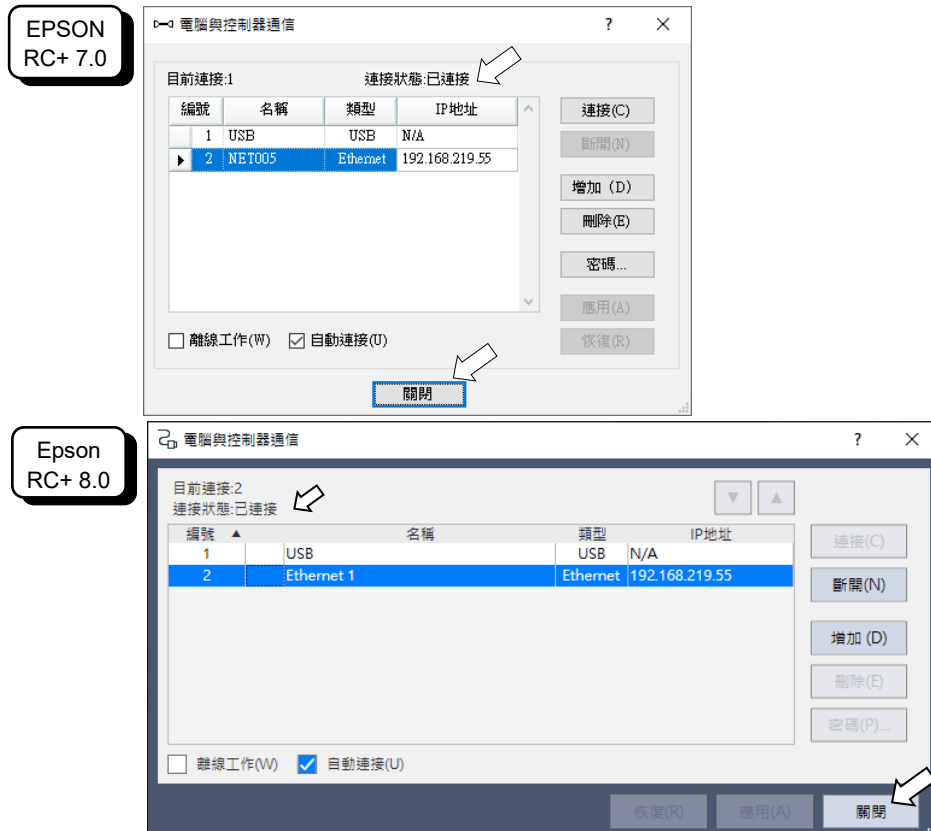 EPSON
RC+ 7.0
電腦與控制器通信 ?
目前連接:1 連接狀態:已連接
編號 名稱 類型 IP地址
1 USB USB N/A
2 NET005 Ethernet 192.168.219.55
連接(C)
斷開(N)
增加 (D)
刪除(E)
密碼...
應用(A)
恢復(R)
離線工作(W) 自動連接(U)
關閉
Epson
RC+ 8.0
電腦與控制器通信 ?
目前連接:2
連接狀態:已連接
編號 名稱 類型 IP地址
1 USB USB N/A
2 Ethernet 1 Ethernet 192.168.219.55
連接(C)
斷開(N)
增加 (D)
刪除(E)
密碼(P)...
離線工作(W) 自動連接(U)
恢復(R) 應用(A) 關閉